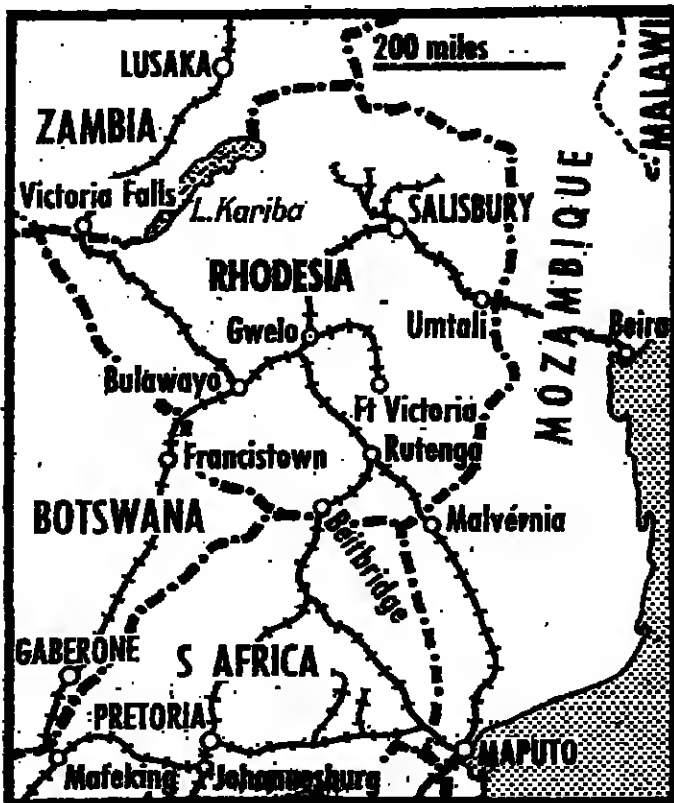 200 miles
LUSAKA
MALAWI
ZAMBIA
Victoria Falls
L.Kariba
SALISBURY
MOZAMBIQUE
RHODESIA
Gwelo
Umtali
Beira
Bulawayo
Ft Victoria
Francistown
Rutenga
BOTSWANA
Malvérnia
Beitbridge
GABERONE
S AFRICA
PRETORIA
MAPUTO
Mafeking
Johannesburg